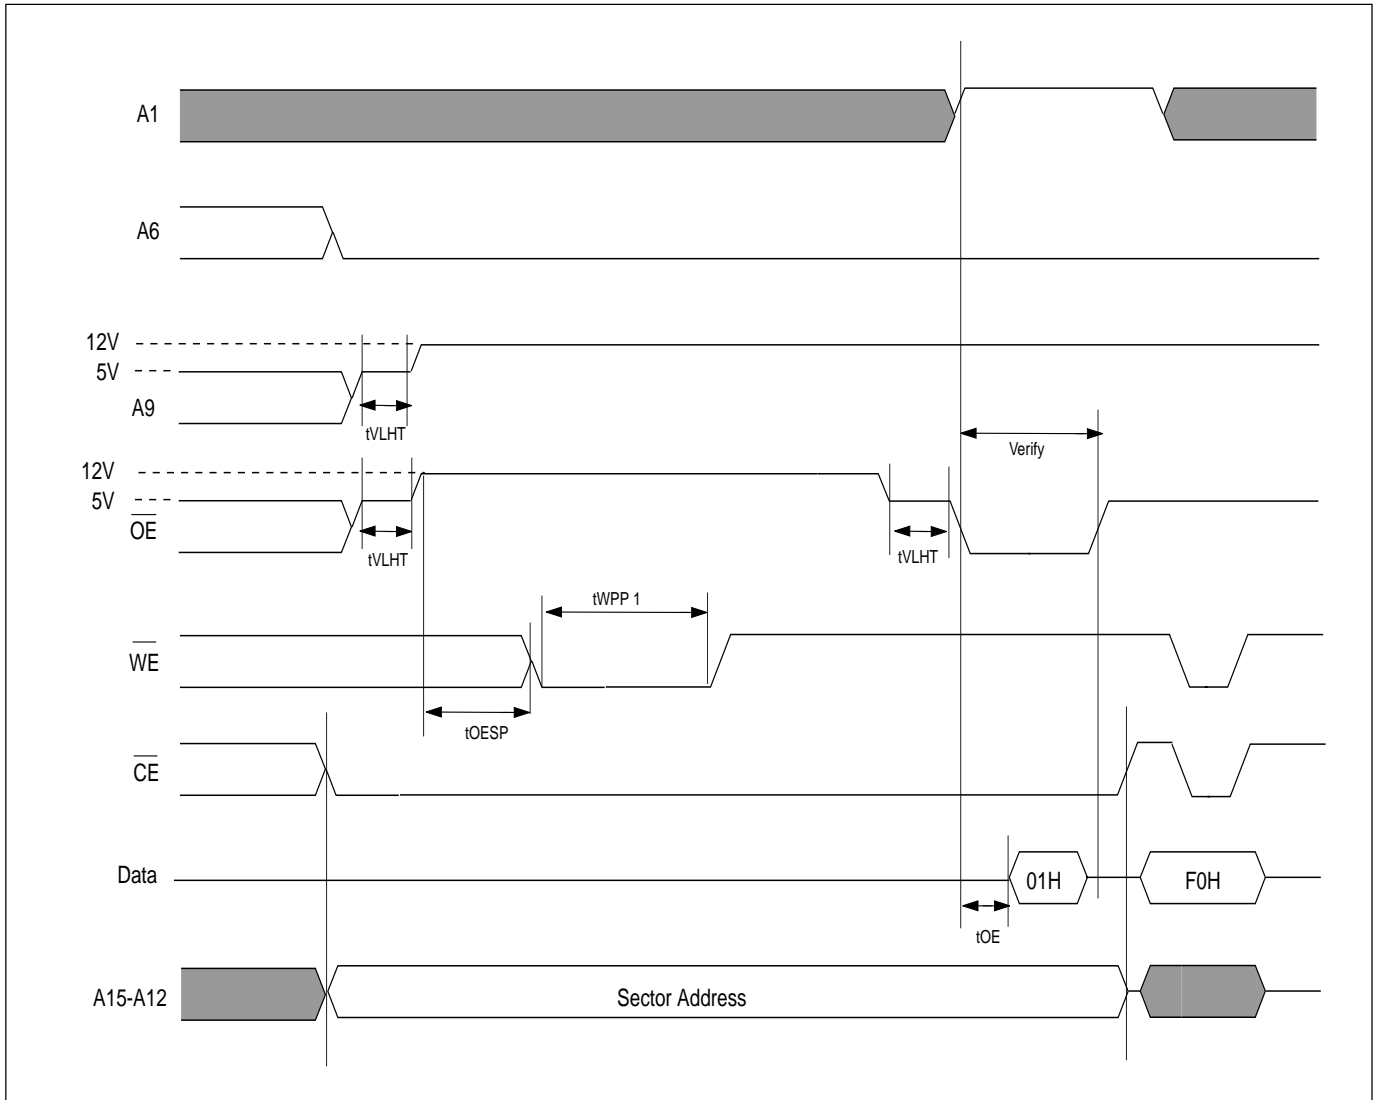 A1
A6
12V
5V
A9
tVLHT
Verify
12V
5V
OE
tVLHT
tVLHT
tWPP 1
WE
tOESP
CE
Data
01H
F0H
tOE
A15-A12
Sector Address